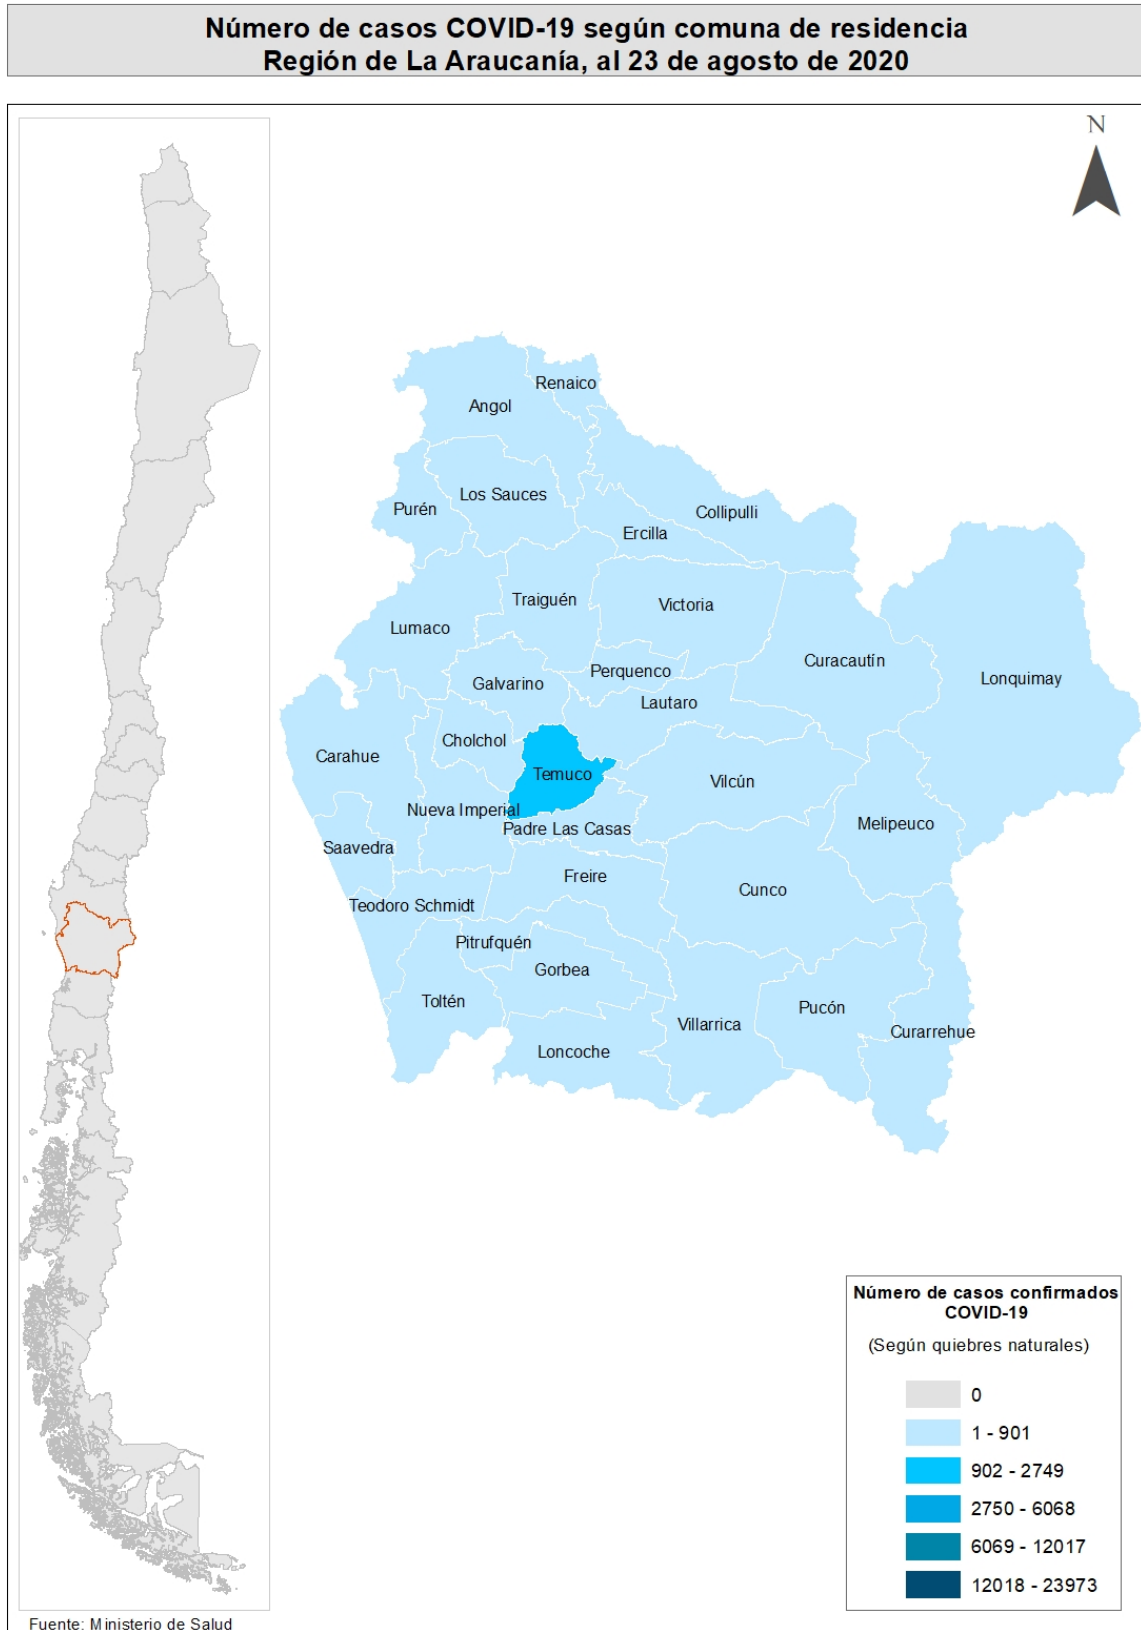 Número de casos COVID-19 según comuna de residencia
Región de La Araucanía, al 23 de agosto de 2020
N
Renaico
Angol
Los Sauces
Purén
Collipulli
Ercilla
Traiguén
Victoria
Lumaco
Curacautín
Perquenco
Lonquimay
Galvarino
Lautaro
Cholchol
Carahue
Temuco
Vilcún
Nueva Imperial
Melipeuco
Padre Las Casas
Saavedra
Freire
Cunco
Teodoro Schmidt
Pitrufquén
Gorbea
Toltén
Pucón
Villarrica
Curarrehue
Loncoche
Número de casos confirmados
COVID-19
(Según quiebres naturales)
0
1 - 901
902 - 2749
2750 - 6068
6069 - 12017
12018 - 23973
Fuente: Ministerio de Salud